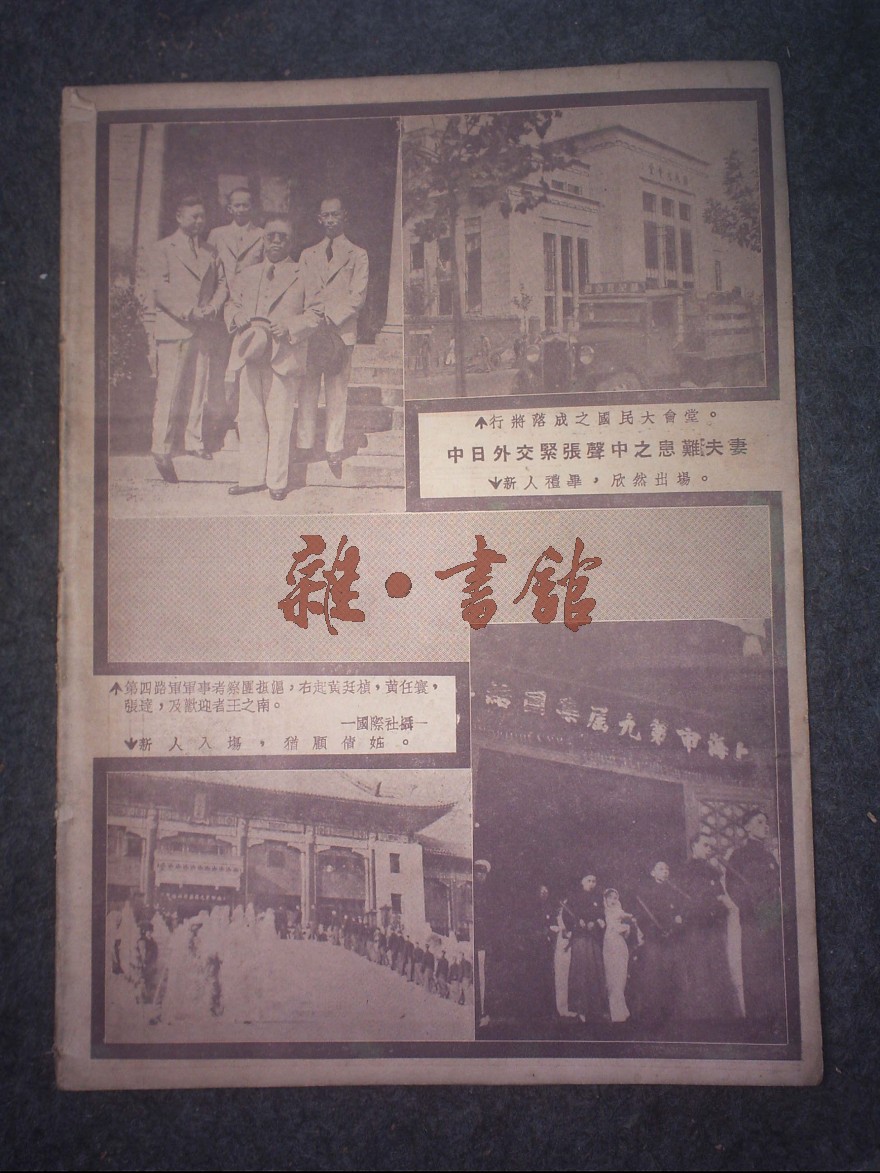 行將落成之國民大會堂。
中日外交緊張聲中之患難夫妻
新人禮畢,欣然出場。
雜·書館
第四路軍軍事考察團抵滬,右起黃廷楨,黃任寰,
張達,及歡迎者王之南。
—國際社攝—
新人入場,猶顧倩姿。
上海市第九屆集團結